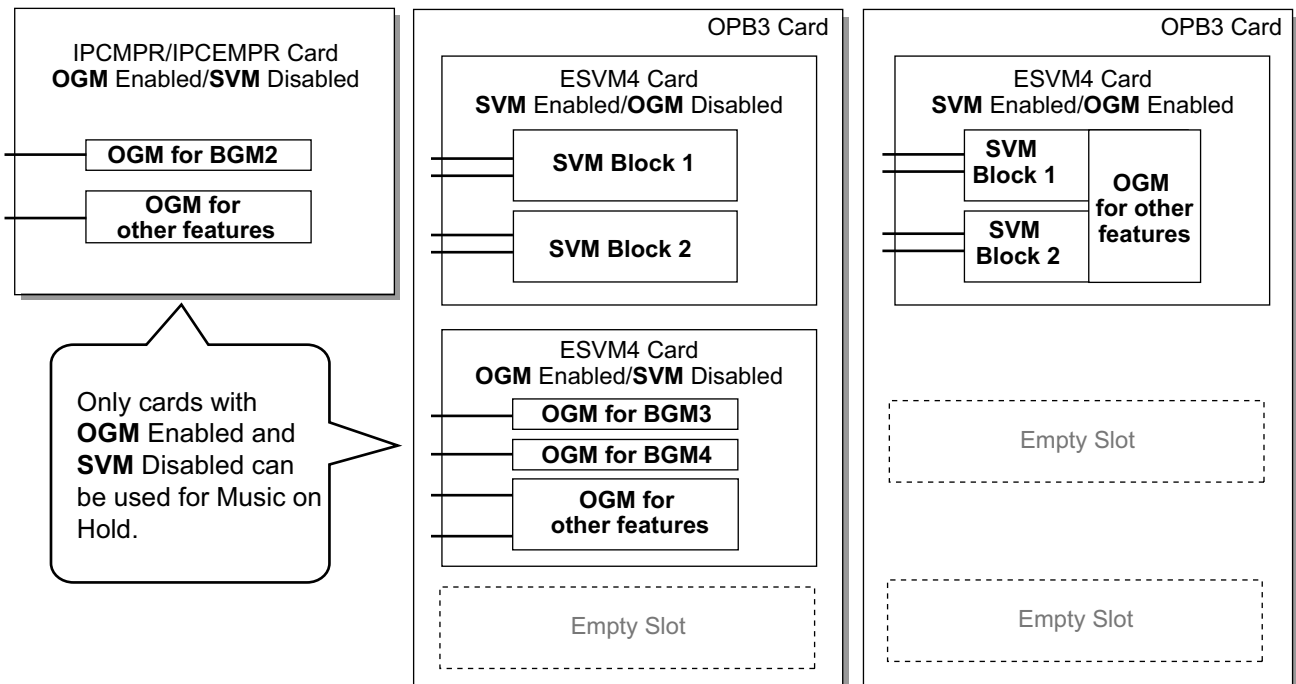 IPCMPR/IPCEMPR Card
OGM Enabled/SVM Disabled
OGM for BGM2
OGM for
other features
Only cards with
OGM Enabled and
SVM Disabled can
be used for Music on
Hold.
OPB3 Card
ESVM4 Card
SVM Enabled/OGM Disabled
SVM Block 1
SVM Block 2
ESVM4 Card
OGM Enabled/SVM Disabled
OGM for BGM3
OGM for BGM4
OGM for
other features
Empty Slot
OPB3 Card
ESVM4 Card
SVM Enabled/OGM Enabled
SVM
Block 1
SVM
Block 2
OGM
for other
features
Empty Slot
Empty Slot